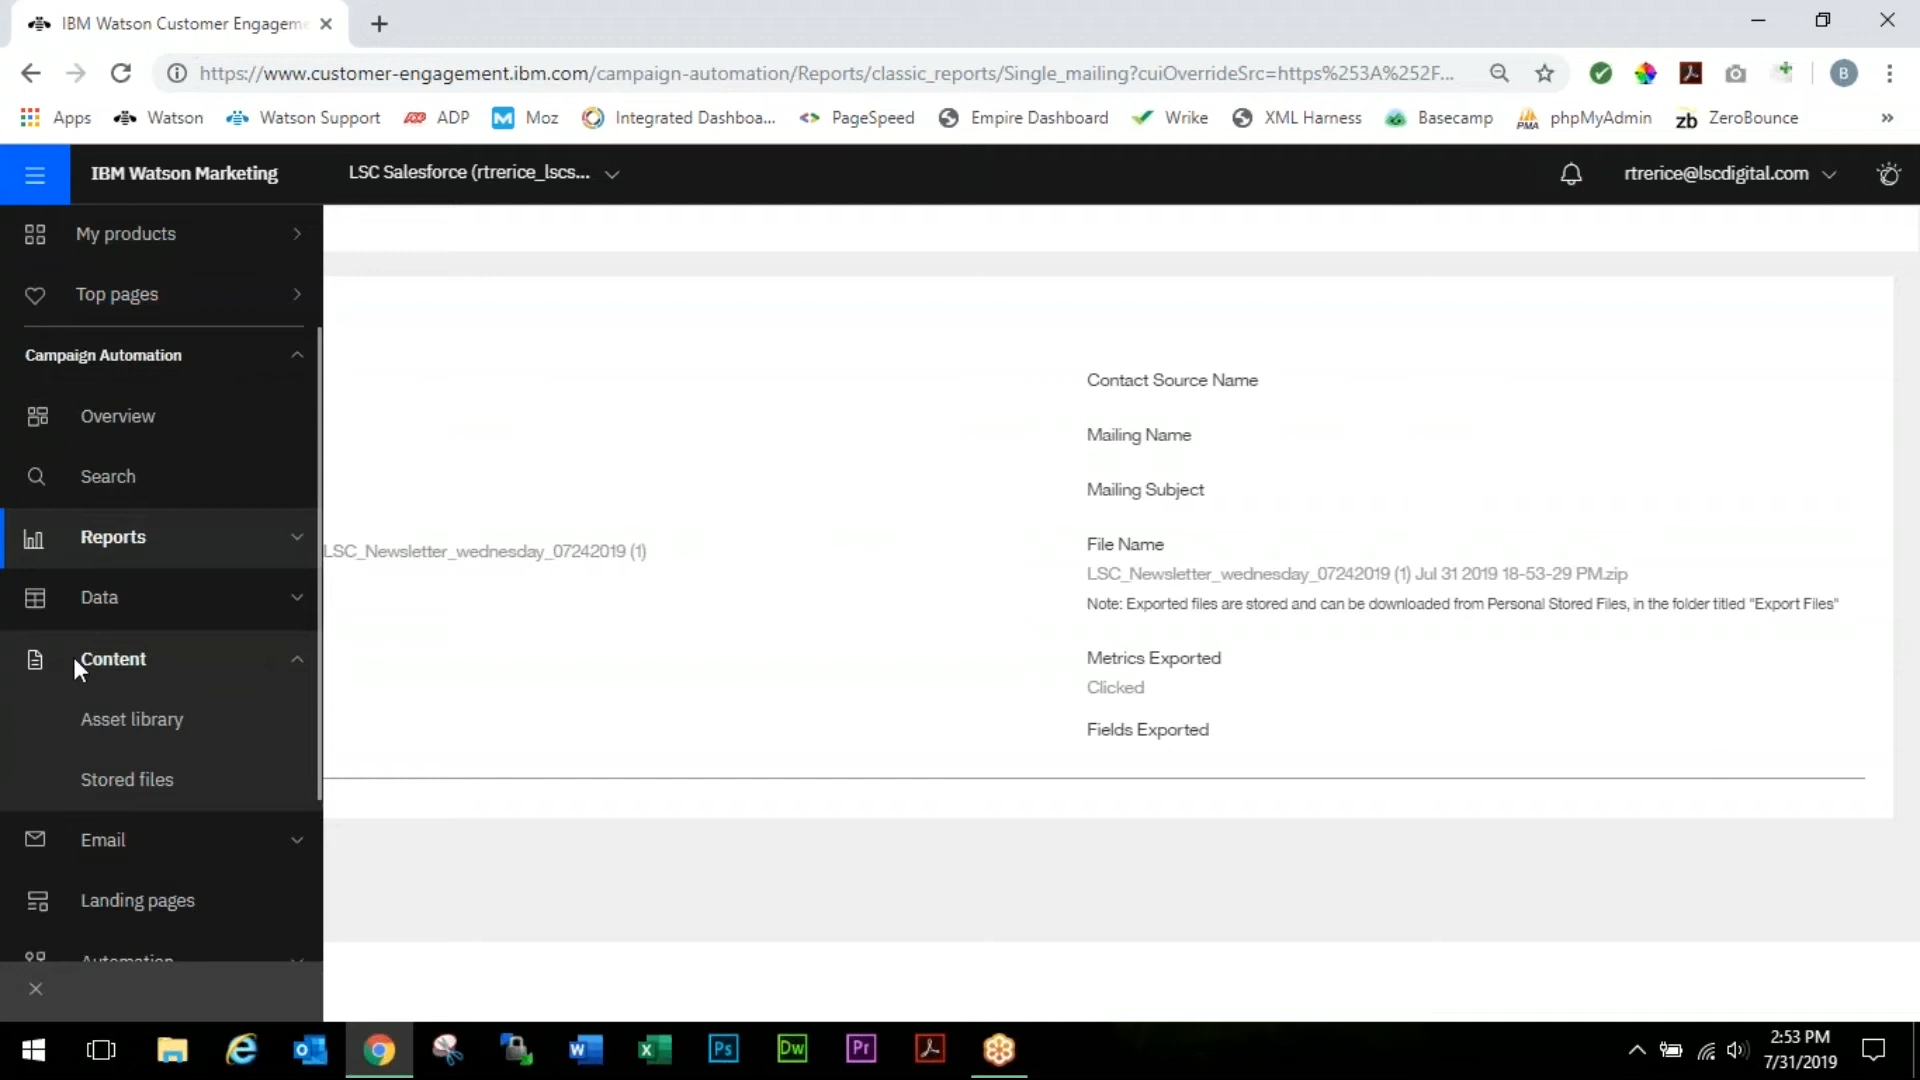 IBM Watson Customer Engageme
https://www.customer-engagement.ibm.com/campaign-automation/Reports/classic_reports/Single_mailing?cuiOverrideSrc=https%253A%252F...
B
Apps Watson Watson Support ADP Moz Integrated Dashboa... PageSpeed Empire Dashboard Wrike XML Harness Basecamp phpMyAdmin ZeroBounce »
IBM Watson Marketing
LSC Salesforce (rtrerice_lscs...
rtrerice@lscdigital.com
My products
Top pages
Campaign Automation
Overview
Search
Reports
Data
Content
Asset library
Stored files
Email
Landing pages
Automation
LSC_Newsletter_wednesday_07242019 (1)
Contact Source Name
Mailing Name
Mailing Subject
File Name
LSC_Newsletter_wednesday_07242019 (1) Jul 31 2019 18-53-29 PM.zip
Note: Exported files are stored and can be downloaded from Personal Stored Files, in the folder titled "Export Files"
Metrics Exported
Clicked
Fields Exported
2:53 PM
7/31/2019